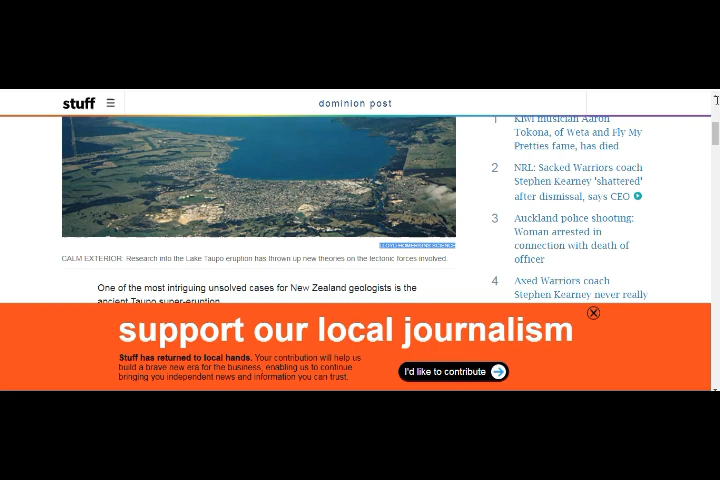 stuff
dominion post
LLOYD HOMER/GNS SCIENCE
CALM EXTERIOR: Research into the Lake Taupo eruption has thrown up new theories on the tectonic forces involved.
One of the most intriguing unsolved cases for New Zealand geologists is the
ancient Taupo super-eruption
1
Kiwi musician Aaron
Tokona, of Weta and Fly My
Pretties fame, has died
2
NRL: Sacked Warriors coach
Stephen Kearney 'shattered'
after dismissal, says CEO
3
Auckland police shooting:
Woman arrested in
connection with death of
officer
4
Axed Warriors coach
Stephen Kearney never really
support our local journalism
Stuff has returned to local hands. Your contribution will help us
build a brave new era for the business, enabling us to continue
bringing you independent news and information you can trust.
I'd like to contribute